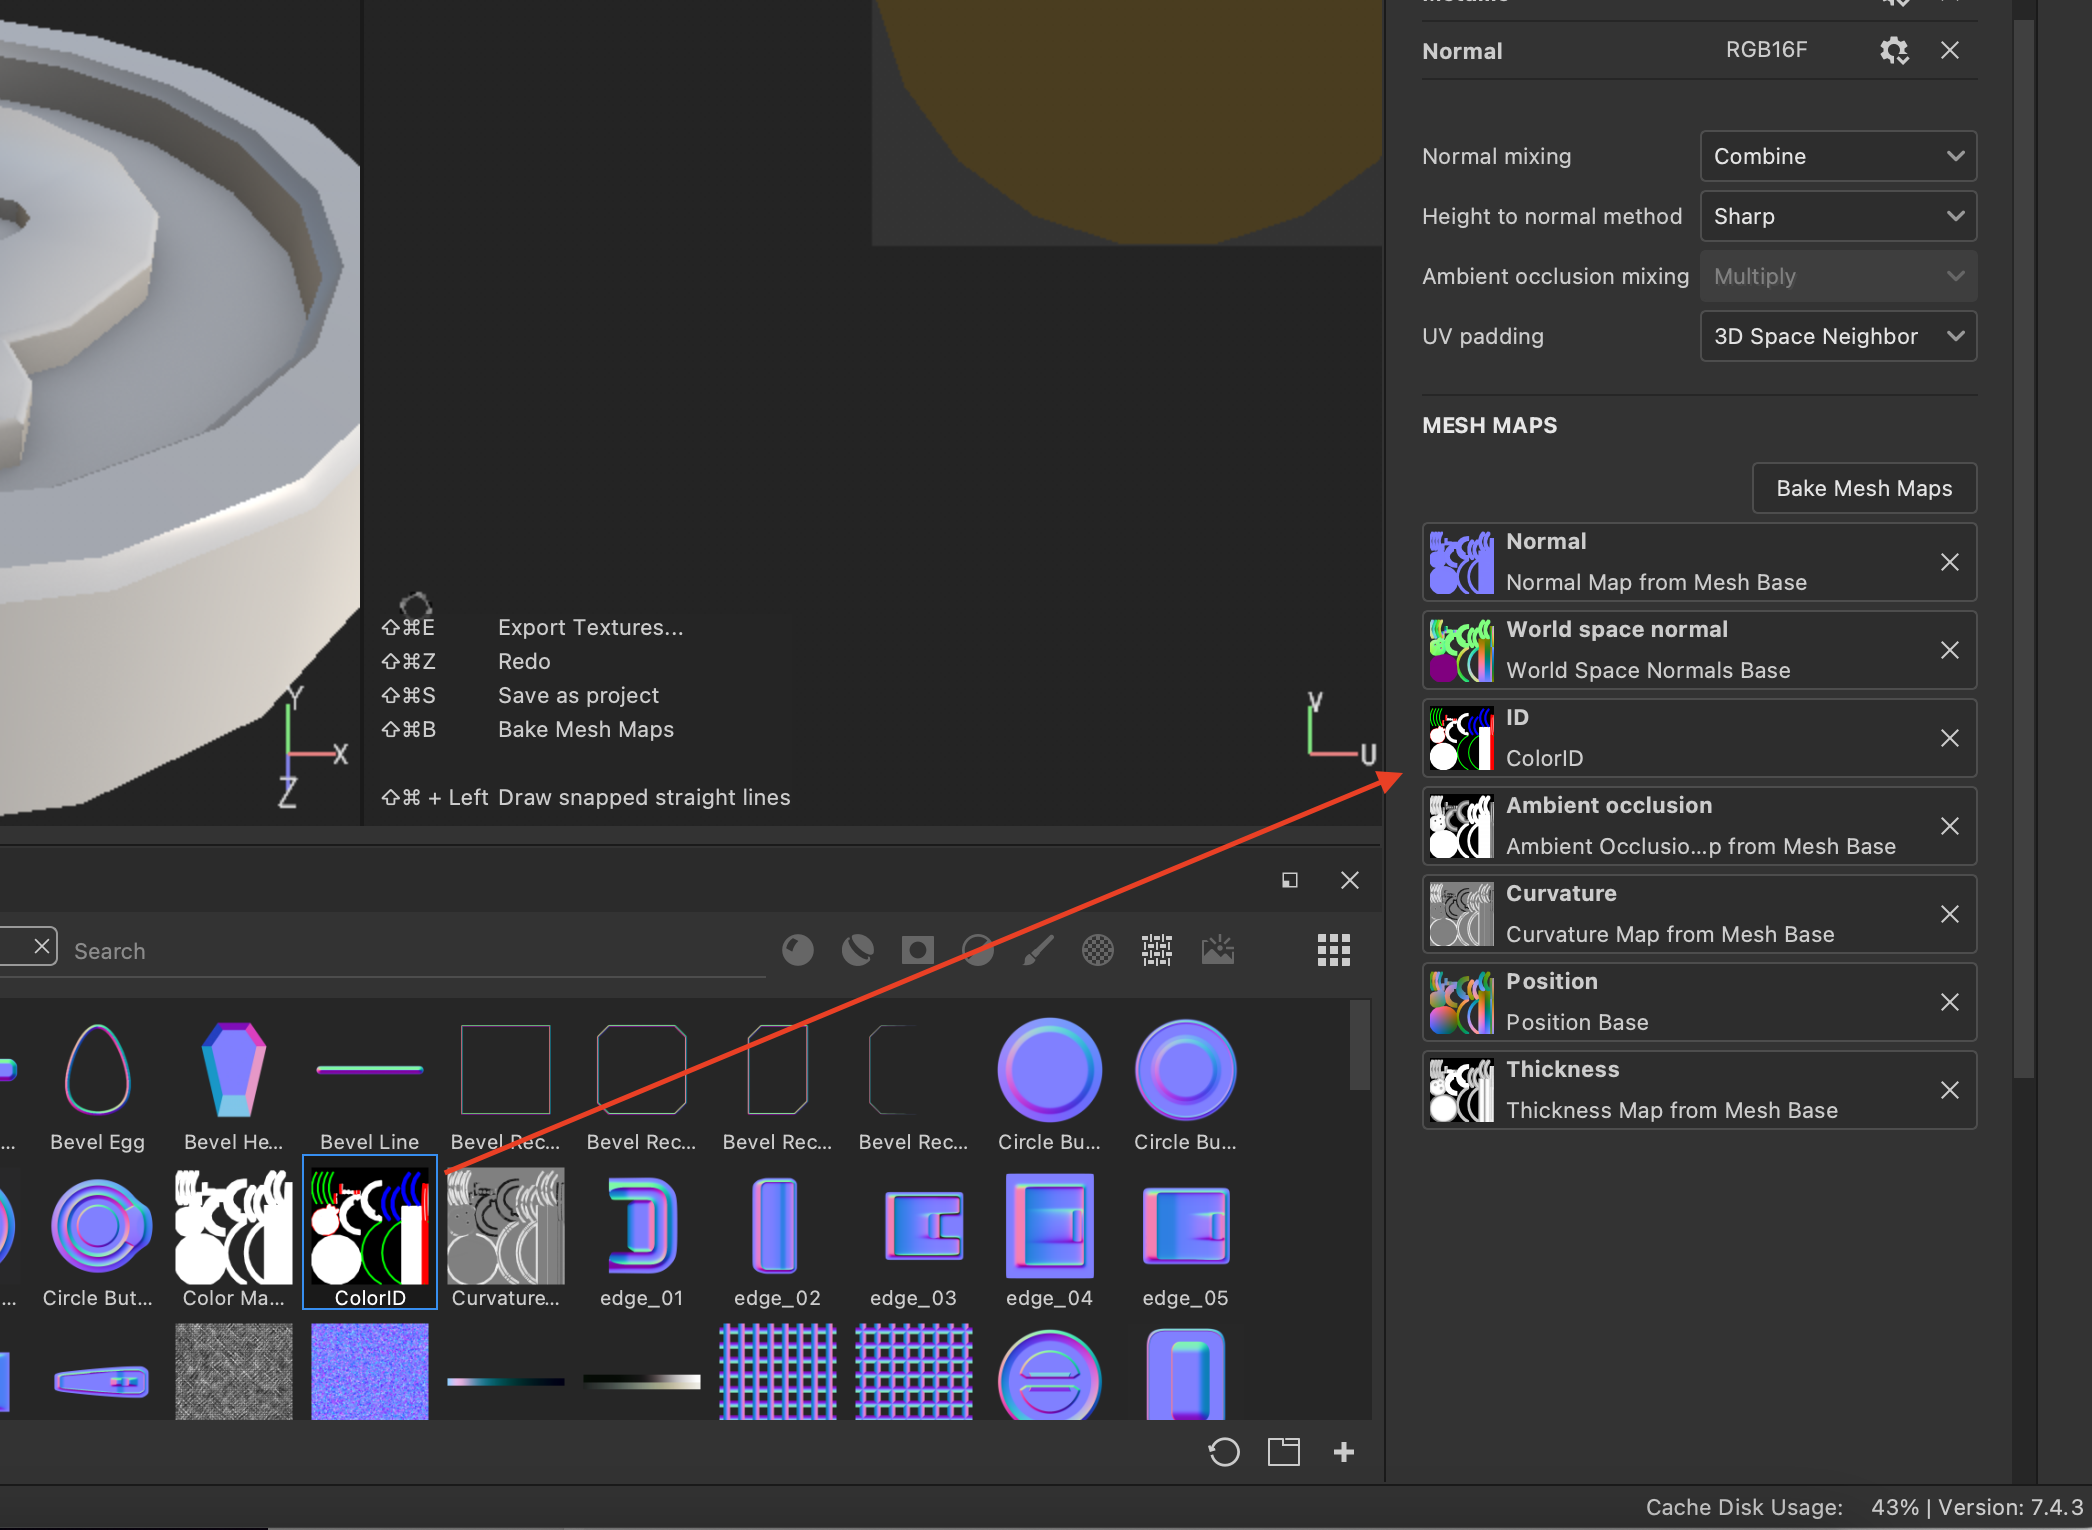 Normal RGB16F
Normal mixing Combine
Height to normal method Sharp
Ambient occlusion mixing Multiply
UV padding 3D Space Neighbor
MESH MAPS
Bake Mesh Maps
Normal
Normal Map from Mesh Base
World space normal
World Space Normals Base
ID
ColorID
Ambient occlusion
Ambient Occlusio...p from Mesh Base
Curvature
Curvature Map from Mesh Base
Position
Position Base
Thickness
Thickness Map from Mesh Base
⇧⌘E Export Textures...
⇧⌘Z Redo
⇧⌘S Save as project
⇧⌘B Bake Mesh Maps
⇧⌘ + Left Draw snapped straight lines
Y
X
Z
V
U
Search
... Bevel Egg Bevel He... Bevel Line Bevel Rec... Bevel Rec... Bevel Rec... Bevel Rec... Circle Bu... Circle Bu...
... Circle But... Color Ma... ColorID Curvature... edge_01 edge_02 edge_03 edge_04 edge_05
Cache Disk Usage: 43% | Version: 7.4.3